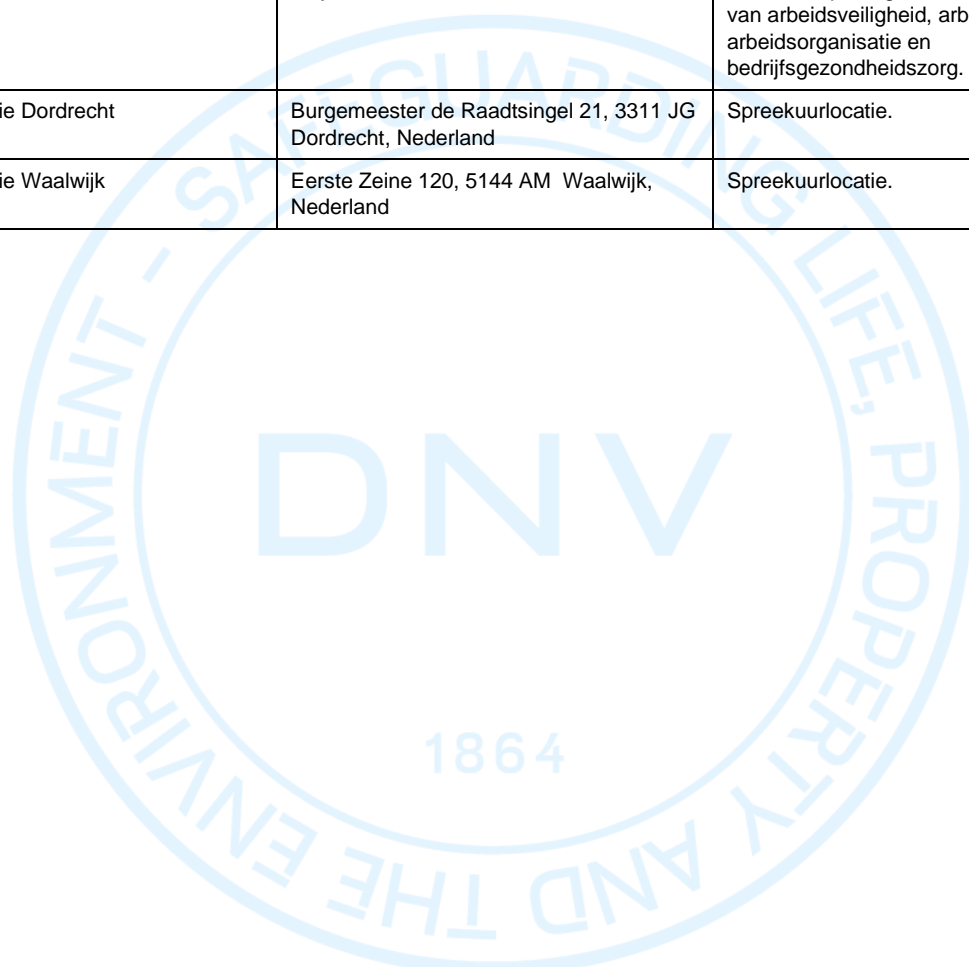 van arbeidsveiligheid, arb
arbeidsorganisatie en
bedrijfsgezondheidszorg.
ie Dordrecht
Burgemeester de Raadtsingel 21, 3311 JG
Dordrecht, Nederland
Spreekuurlocatie.
ie Waalwijk
Eerste Zeine 120, 5144 AM Waalwijk,
Nederland
Spreekuurlocatie.
SAFEGUARDING LIFE, PROPERTY AND THE ENVIRONMENT -
DNV
1864